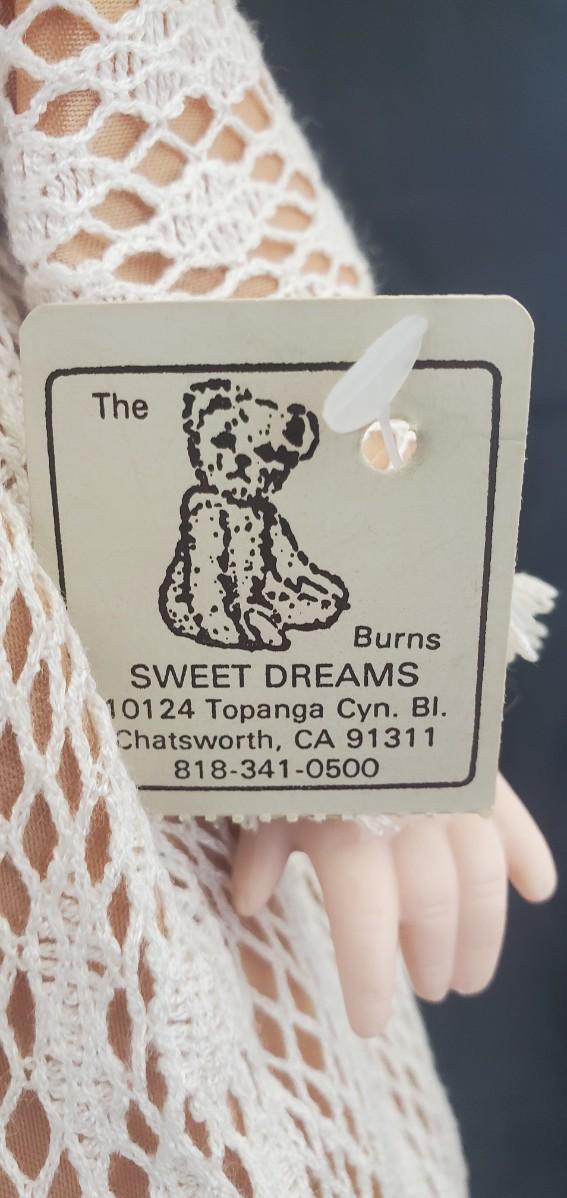 The
Burns
SWEET DREAMS
10124 Topanga Cyn. Bl.
Chatsworth, CA 91311
818-341-0500